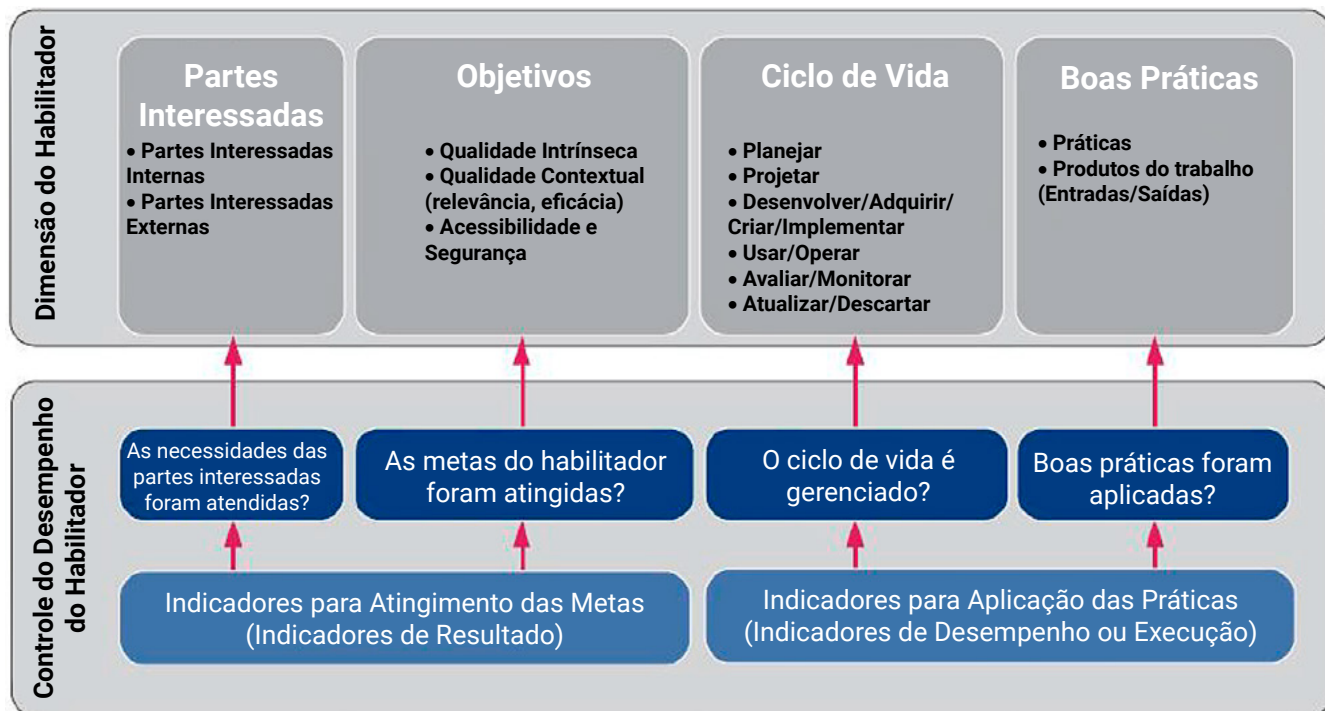 Dimensão do Habilitador
Partes
Interessadas
• Partes Interessadas
Internas
• Partes Interessadas
Externas
Objetivos
• Qualidade Intrínseca
• Qualidade Contextual
(relevância, eficácia)
• Acessibilidade e
Segurança
Ciclo de Vida
• Planejar
• Projetar
• Desenvolver/Adquirir/
Criar/Implementar
• Usar/Operar
• Avaliar/Monitorar
• Atualizar/Descartar
Boas Práticas
• Práticas
• Produtos do trabalho
(Entradas/Saídas)
Controle do Desempenho
do Habilitador
As necessidades das
partes interessadas
foram atendidas?
As metas do habilitador
foram atingidas?
O ciclo de vida é
gerenciado?
Boas práticas foram
aplicadas?
Indicadores para Atingimento das Metas
(Indicadores de Resultado)
Indicadores para Aplicação das Práticas
(Indicadores de Desempenho ou Execução)